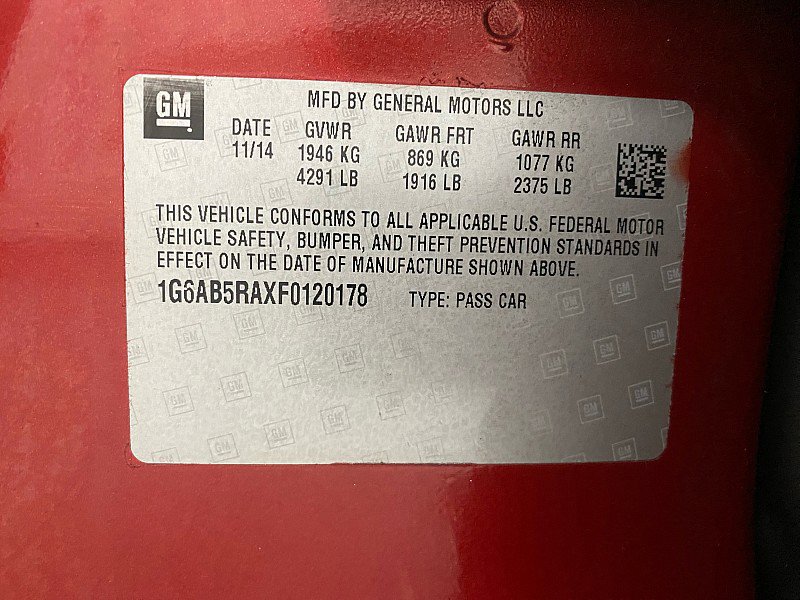 GM
MFD BY GENERAL MOTORS LLC
DATE GVWR GAWR FRT GAWR RR
11/14 1946 KG 869 KG 1077 KG
4291 LB 1916 LB 2375 LB
THIS VEHICLE CONFORMS TO ALL APPLICABLE U.S. FEDERAL MOTOR
VEHICLE SAFETY, BUMPER, AND THEFT PREVENTION STANDARDS IN
EFFECT ON THE DATE OF MANUFACTURE SHOWN ABOVE.
1G6AB5RAXF0120178 TYPE: PASS CAR